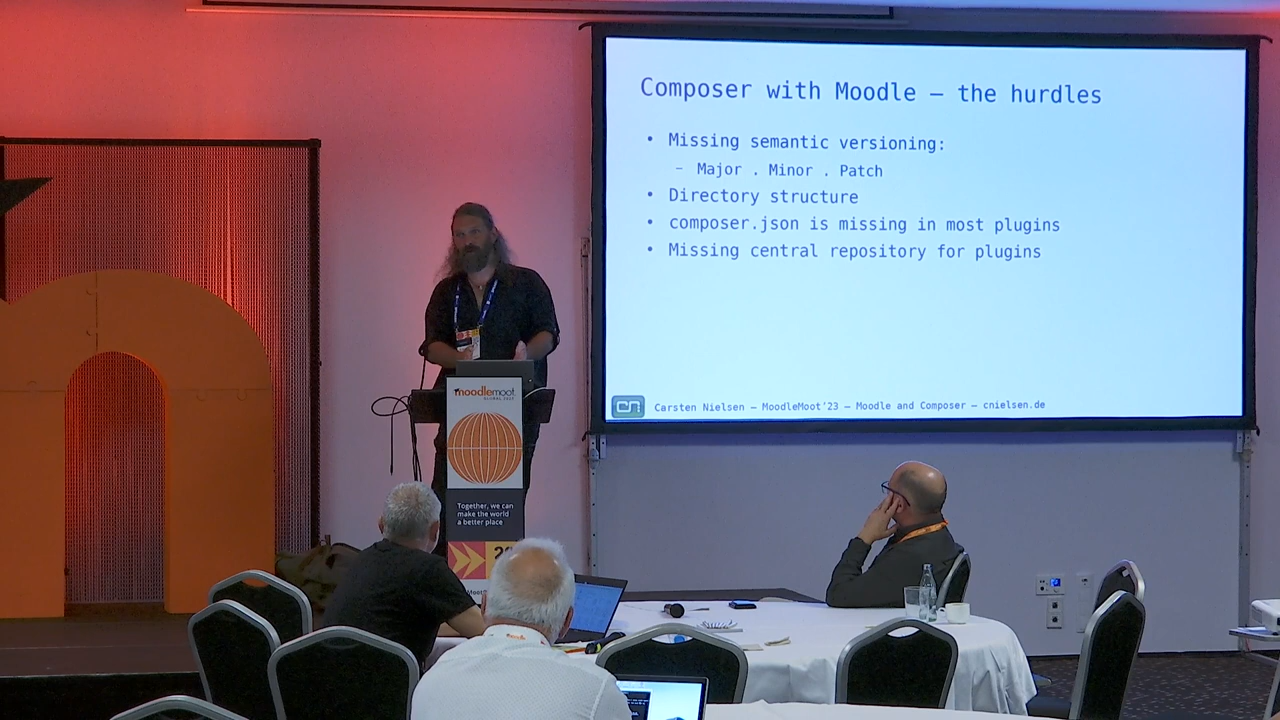 Composer with Moodle – the hurdles
• Missing semantic versioning:
– Major . Minor . Patch
• Directory structure
• composer.json is missing in most plugins
• Missing central repository for plugins
cn Carsten Nielsen – MoodleMoot'23 – Moodle and Composer – cnielsen.de
moodlemoot
GLOBAL
Together, we can
make the world
a better place